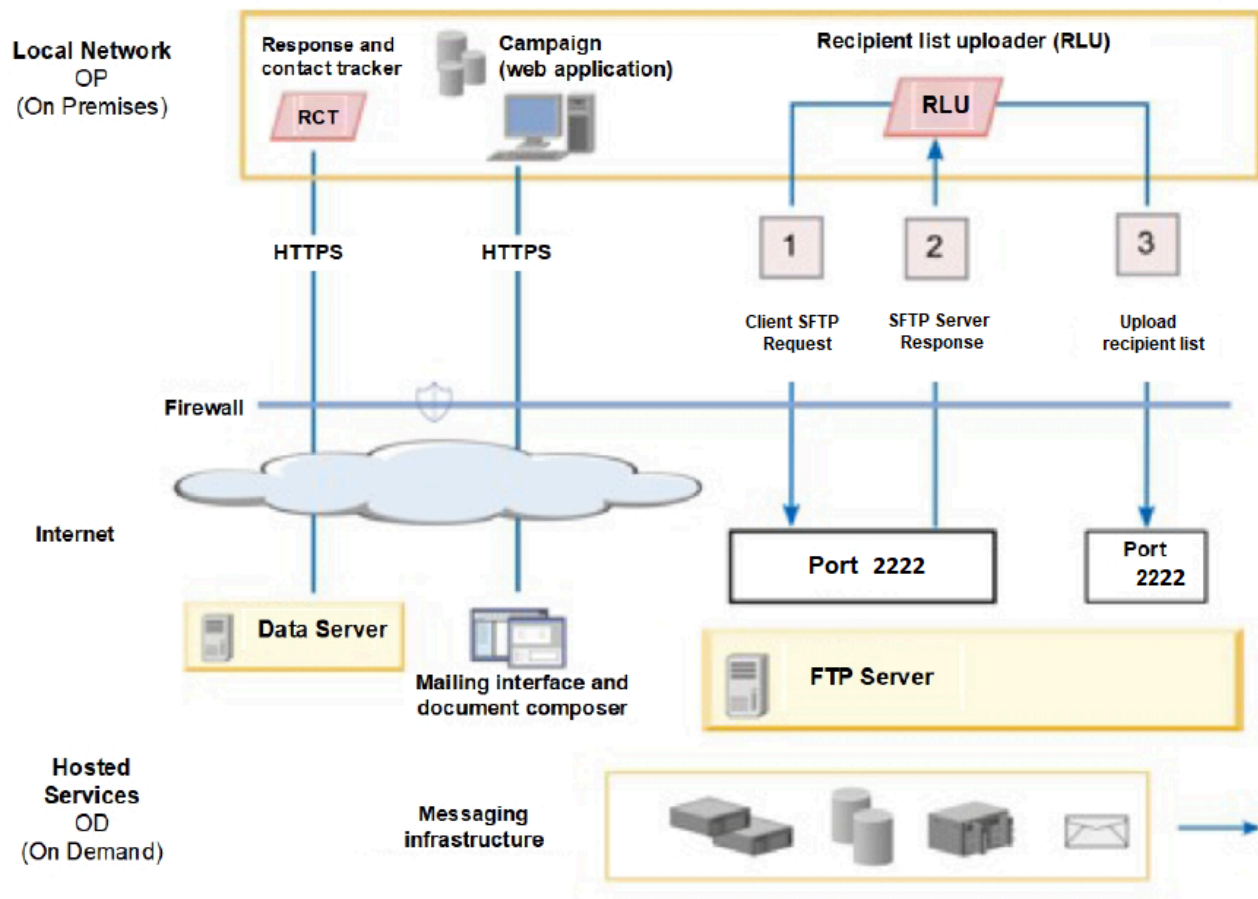 Local Network
OP
(On Premises)
Response and
contact tracker
RCT
Campaign
(web application)
Recipient list uploader (RLU)
RLU
HTTPS
HTTPS
1
2
3
Client SFTP
Request
SFTP Server
Response
Upload
recipient list
Firewall
Internet
Port 2222
Port
2222
Data Server
Mailing interface and
document composer
FTP Server
Hosted
Services
OD
(On Demand)
Messaging
infrastructure